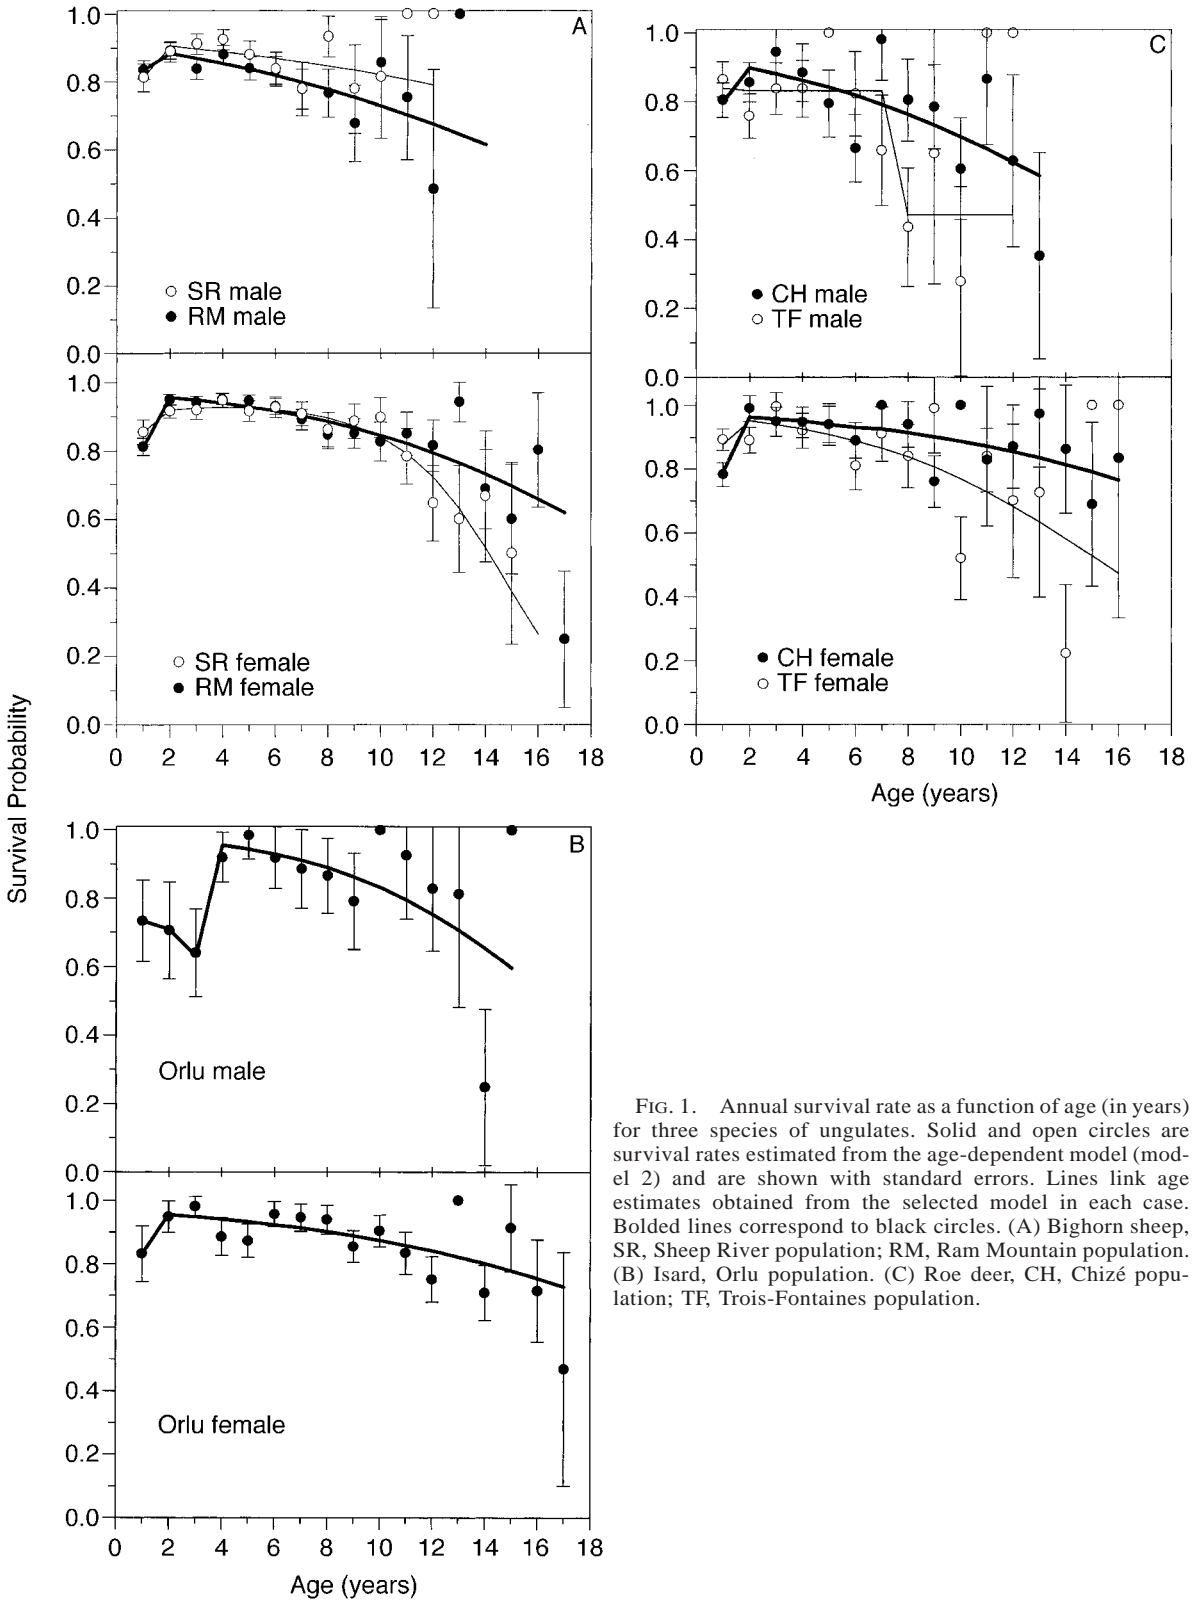 Survival Probability
A
1.0
0.8
0.6
0.4
0.2
0.0
SR male
RM male
1.0
0.8
0.6
0.4
0.2
0.0
SR female
RM female
0 2 4 6 8 10 12 14 16 18
C
1.0
0.8
0.6
0.4
0.2
0.0
CH male
TF male
1.0
0.8
0.6
0.4
0.2
0.0
CH female
TF female
0 2 4 6 8 10 12 14 16 18
Age (years)
B
1.0
0.8
0.6
0.4
0.2
0.0
Orlu male
1.0
0.8
0.6
0.4
0.2
0.0
Orlu female
0 2 4 6 8 10 12 14 16 18
Age (years)
FIG. 1. Annual survival rate as a function of age (in years)
for three species of ungulates. Solid and open circles are
survival rates estimated from the age-dependent model (mod-
el 2) and are shown with standard errors. Lines link age
estimates obtained from the selected model in each case.
Bolded lines correspond to black circles. (A) Bighorn sheep,
SR, Sheep River population; RM, Ram Mountain population.
(B) Isard, Orlu population. (C) Roe deer, CH, Chizé popu-
lation; TF, Trois-Fontaines population.